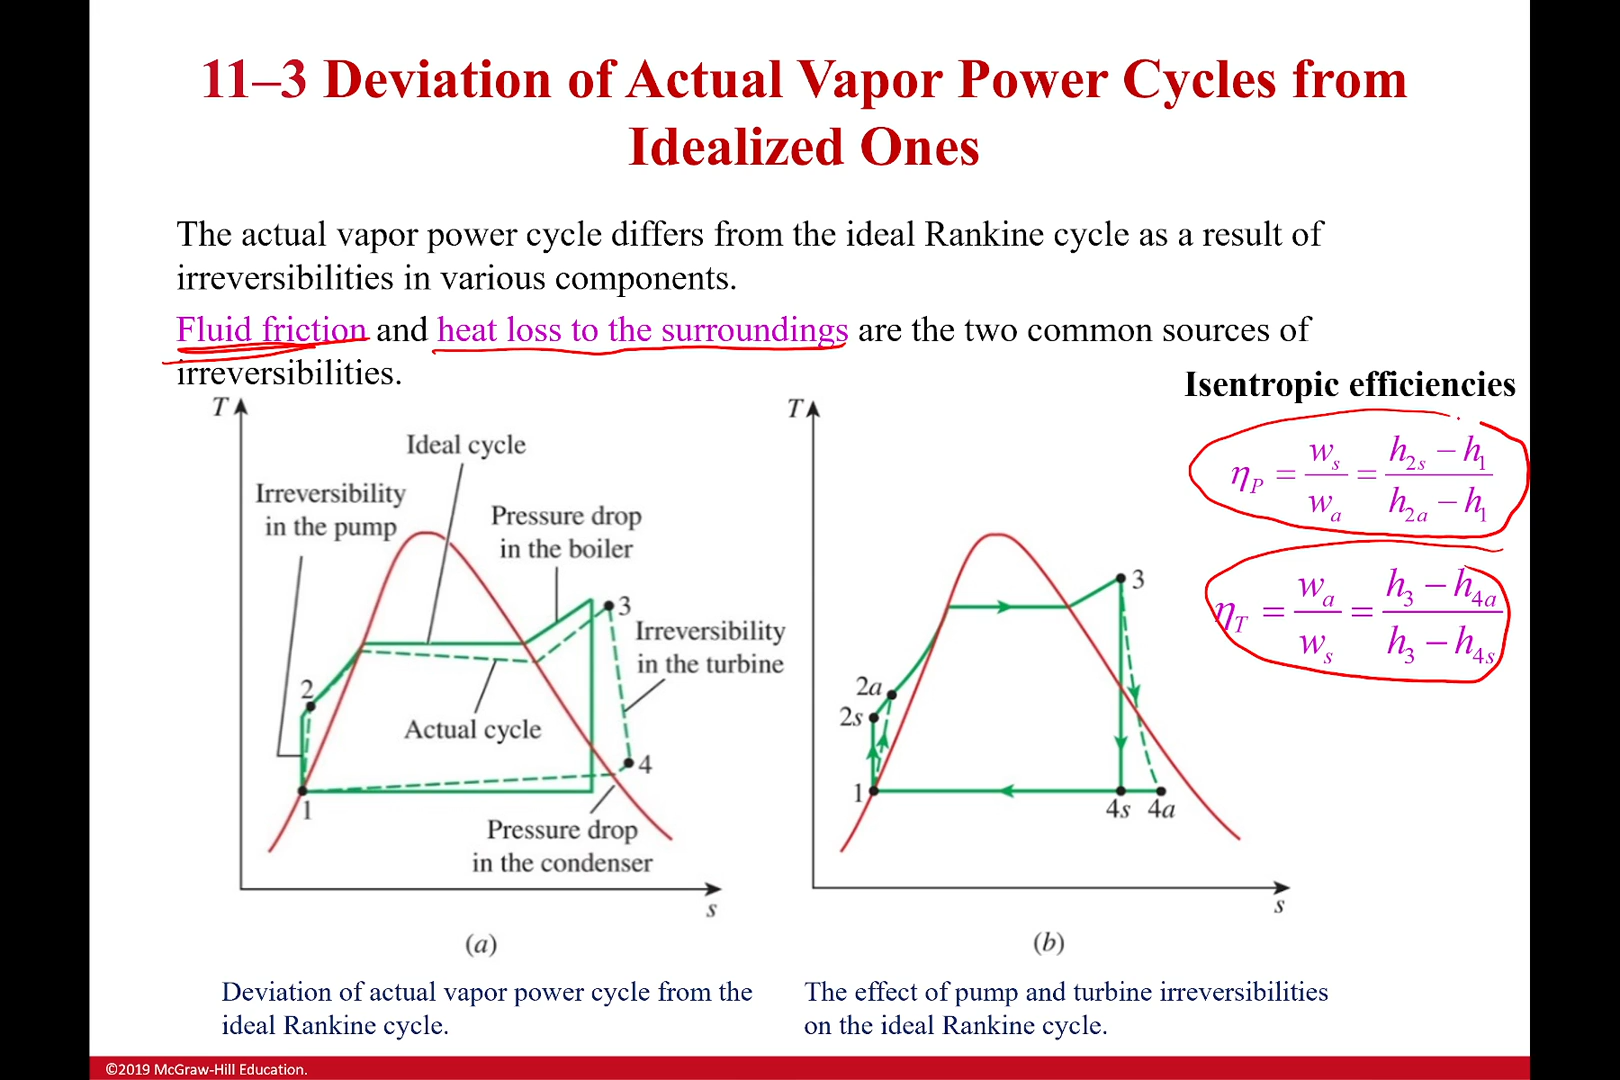 11–3 Deviation of Actual Vapor Power Cycles from
Idealized Ones
The actual vapor power cycle differs from the ideal Rankine cycle as a result of
irreversibilities in various components.
Fluid friction and heat loss to the surroundings are the two common sources of
irreversibilities.
Isentropic efficiencies
η_P = w_s / w_a = (h_2s − h_1) / (h_2a − h_1)
η_T = w_a / w_s = (h_3 − h_4a) / (h_3 − h_4s)
T
Ideal cycle
Irreversibility
in the pump
Pressure drop
in the boiler
3
Irreversibility
in the turbine
2
Actual cycle
4
1
Pressure drop
in the condenser
s
(a)
T
3
2a
2s
1
4s 4a
s
(b)
Deviation of actual vapor power cycle from the
ideal Rankine cycle.
The effect of pump and turbine irreversibilities
on the ideal Rankine cycle.
©2019 McGraw-Hill Education.